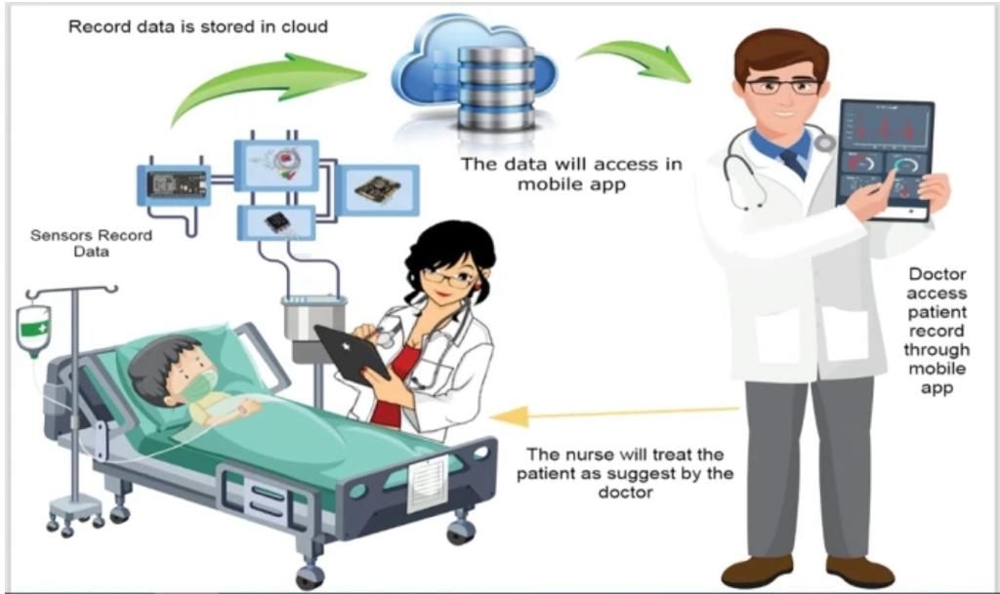 Record data is stored in cloud
The data will access in
mobile app
Sensors Record
Data
Doctor
access
patient
record
through
mobile
app
The nurse will treat the
patient as suggest by the
doctor